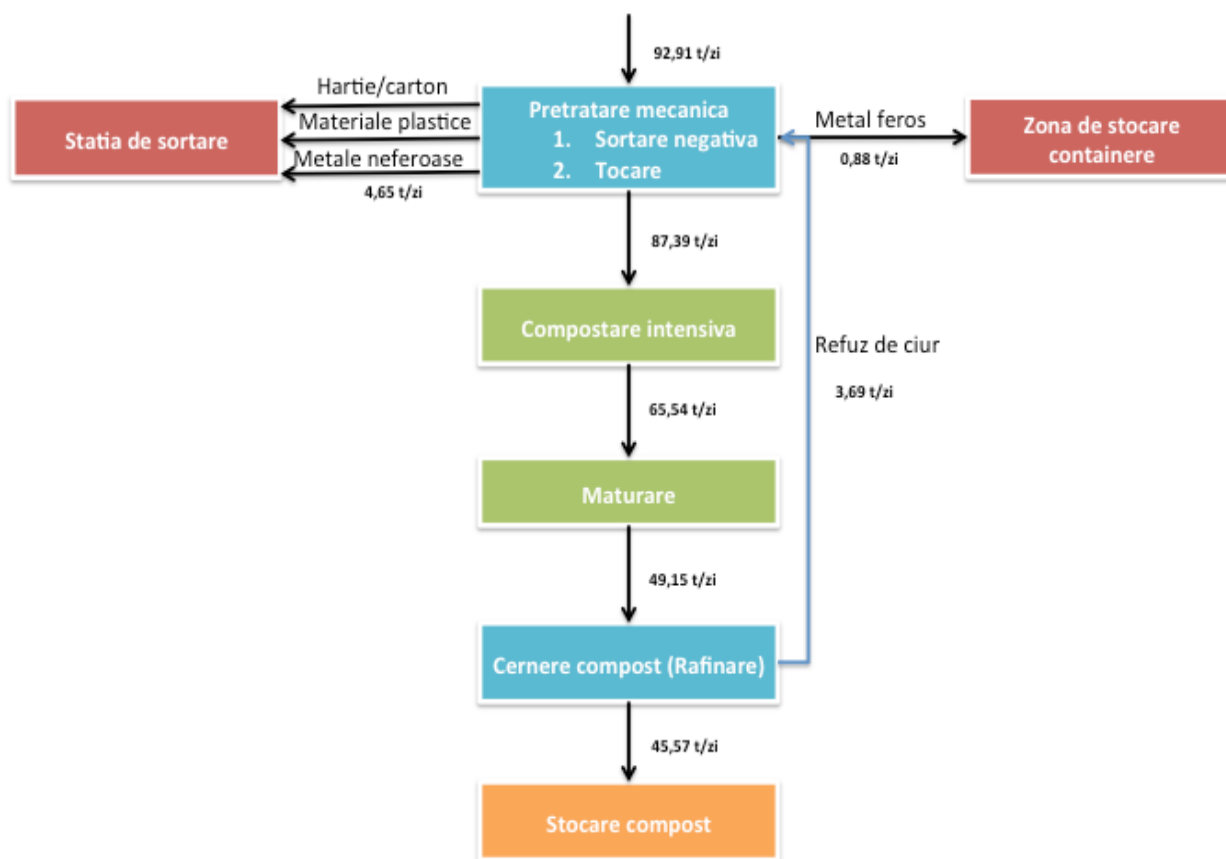 92,91 t/zi
Hartie/carton
Materiale plastice
Metale neferoase
4,65 t/zi
Statia de sortare
Pretratare mecanica
1. Sortare negativa
2. Tocare
Metal feros
0,88 t/zi
Zona de stocare
containere
87,39 t/zi
Compostare intensiva
Refuz de ciur
3,69 t/zi
65,54 t/zi
Maturare
49,15 t/zi
Cernere compost (Rafinare)
45,57 t/zi
Stocare compost